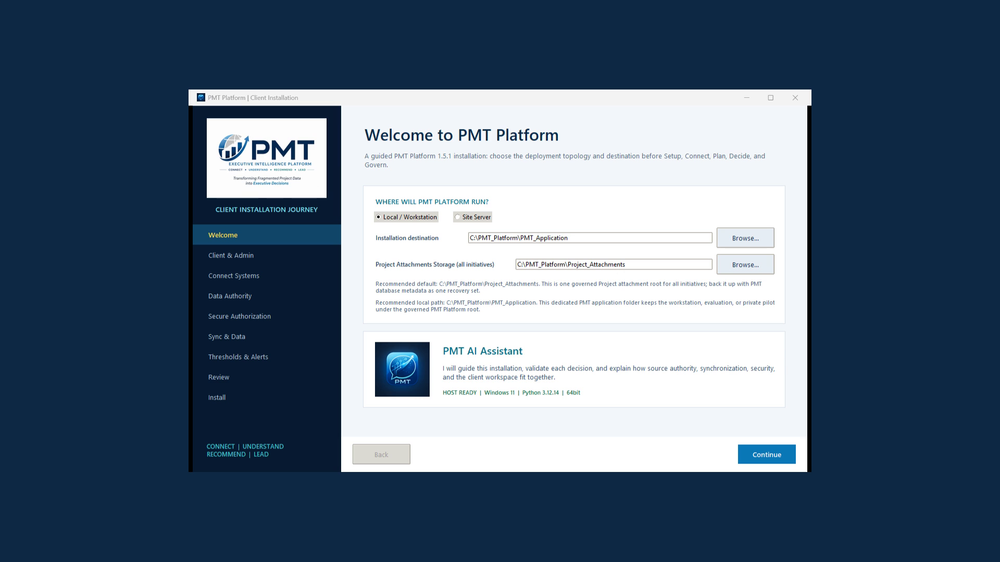 PMT Platform | Client Installation
PMT
EXECUTIVE INTELLIGENCE PLATFORM
CONNECT • UNDERSTAND • RECOMMEND • LEAD
Transforming Fragmented Project Data
into Executive Decisions
CLIENT INSTALLATION JOURNEY
Welcome
Client & Admin
Connect Systems
Data Authority
Secure Authorization
Sync & Data
Thresholds & Alerts
Review
Install
CONNECT | UNDERSTAND
RECOMMEND | LEAD
Welcome to PMT Platform
A guided PMT Platform 1.5.1 installation: choose the deployment topology and destination before Setup, Connect, Plan, Decide, and
Govern.
WHERE WILL PMT PLATFORM RUN?
Local / Workstation Site Server
Installation destination C:\PMT_Platform\PMT_Application Browse...
Project Attachments Storage (all initiatives) C:\PMT_Platform\Project_Attachments Browse...
Recommended default: C:\PMT_Platform\Project_Attachments. This is one governed Project attachment root for all initiatives; back it up with PMT
database metadata as one recovery set.
Recommended local path: C:\PMT_Platform\PMT_Application. This dedicated PMT application folder keeps the workstation, evaluation, or private pilot
under the governed PMT Platform root.
PMT
PMT AI Assistant
I will guide this installation, validate each decision, and explain how source authority, synchronization, security,
and the client workspace fit together.
HOST READY | Windows 11 | Python 3.12.14 | 64bit
Back Continue